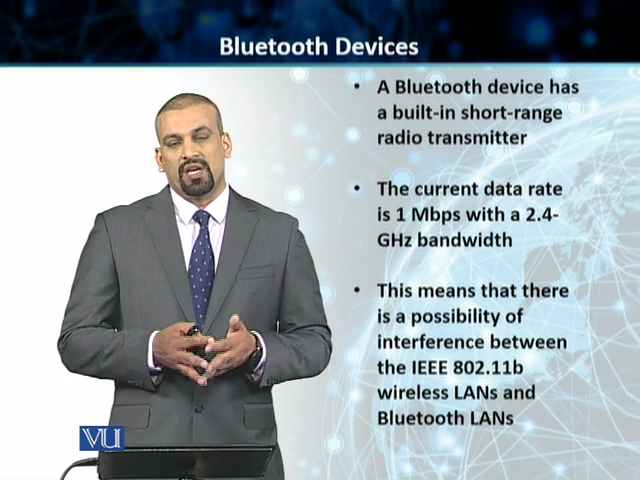 Bluetooth Devices
• A Bluetooth device has
a built-in short-range
radio transmitter
• The current data rate
is 1 Mbps with a 2.4-
GHz bandwidth
• This means that there
is a possibility of
interference between
the IEEE 802.11b
wireless LANs and
Bluetooth LANs
VU